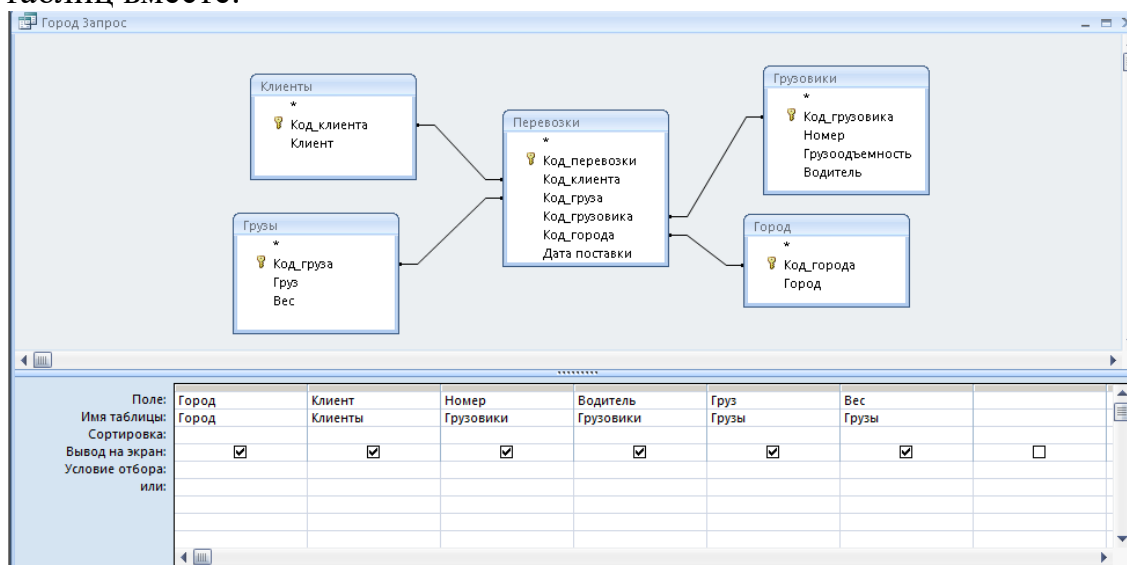 таблиц вместе.
Город Запрос
Клиенты
*
Код_клиента
Клиент
Грузы
*
Код_груза
Груз
Вес
Перевозки
*
Код_перевозки
Код_клиента
Код_груза
Код_грузовика
Код_города
Дата поставки
Грузовики
*
Код_грузовика
Номер
Грузоодъемность
Водитель
Город
*
Код_города
Город
Поле: Город Клиент Номер Водитель Груз Вес
Имя таблицы: Город Клиенты Грузовики Грузовики Грузы Грузы
Сортировка:
Вывод на экран:
Условие отбора:
или: